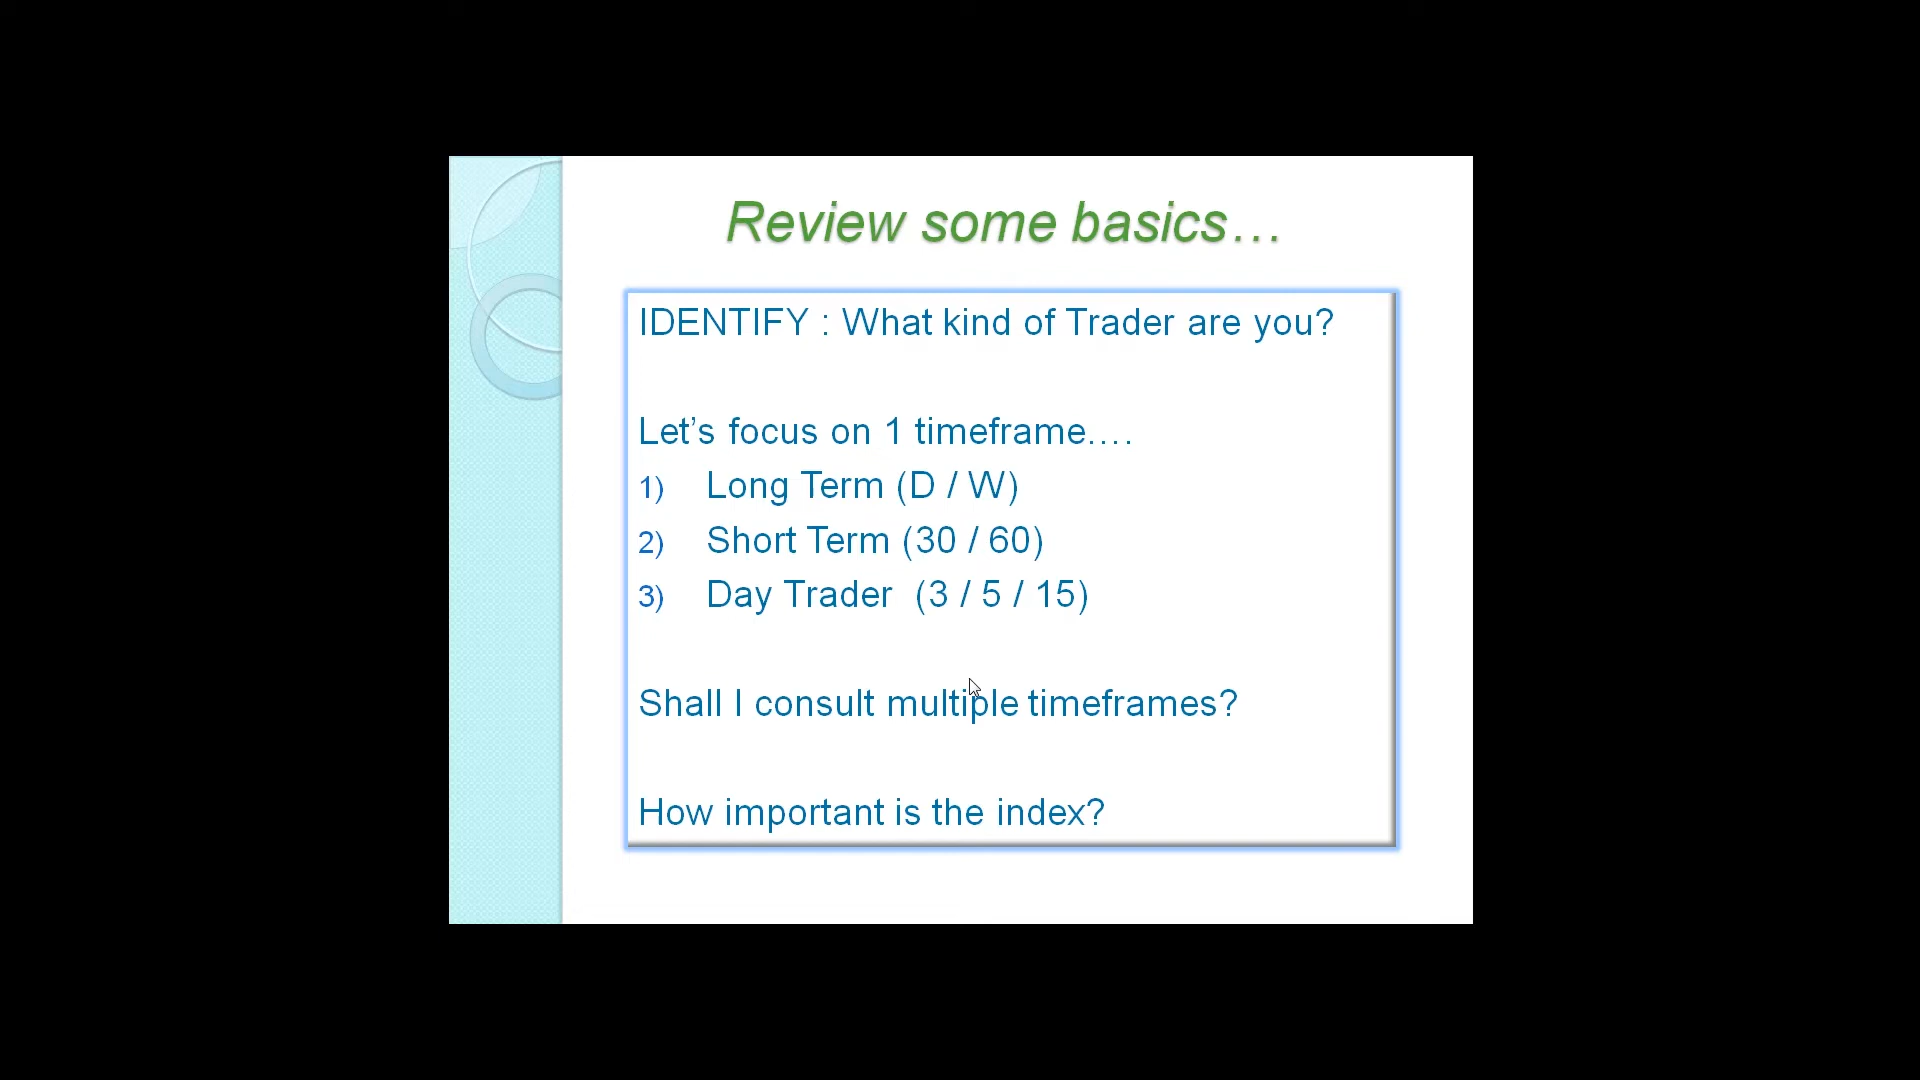 Review some basics…
IDENTIFY : What kind of Trader are you?
Let’s focus on 1 timeframe….
1) Long Term (D / W)
2) Short Term (30 / 60)
3) Day Trader (3 / 5 / 15)
Shall I consult multiple timeframes?
How important is the index?